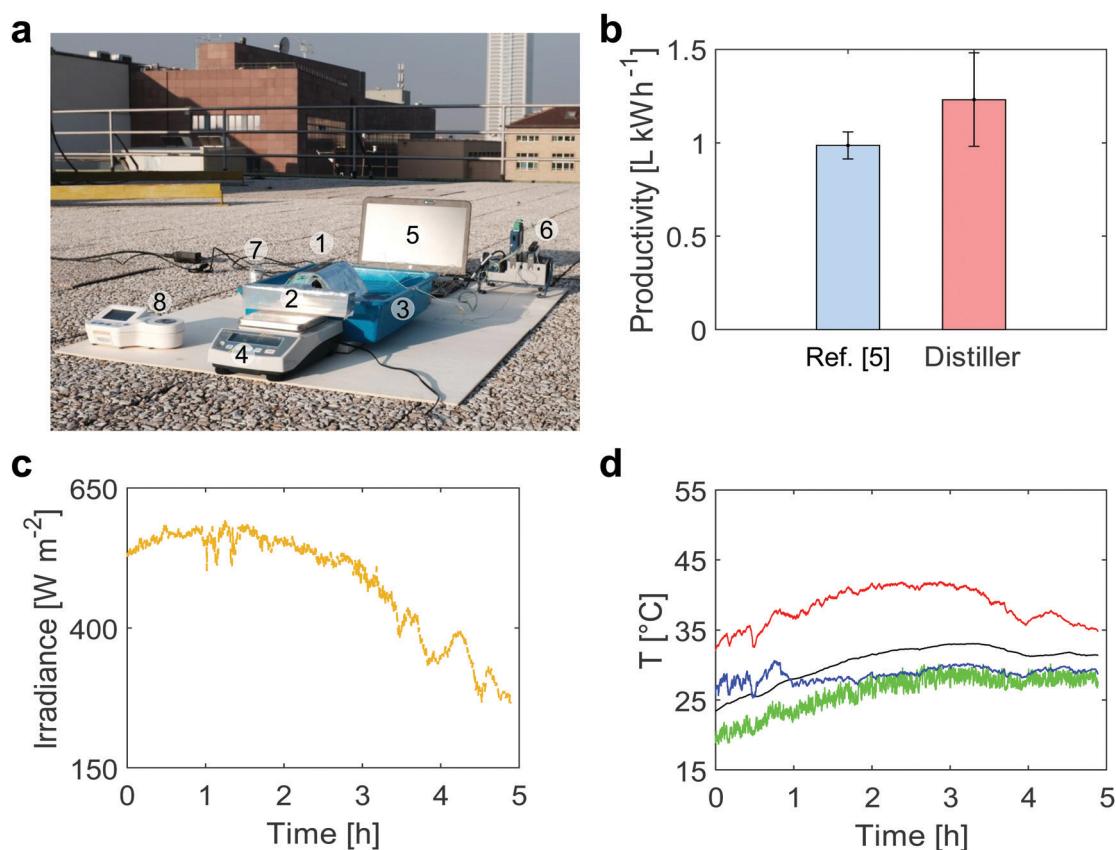 a
1
2
3
4
5
6
7
8
b
Productivity [L kWh⁻¹]
1.5
1
0.5
0
Ref. [5]
Distiller
c
Irradiance [W m⁻²]
650
400
150
0 1 2 3 4 5
Time [h]
d
T [°C]
55
45
35
25
15
0 1 2 3 4 5
Time [h]